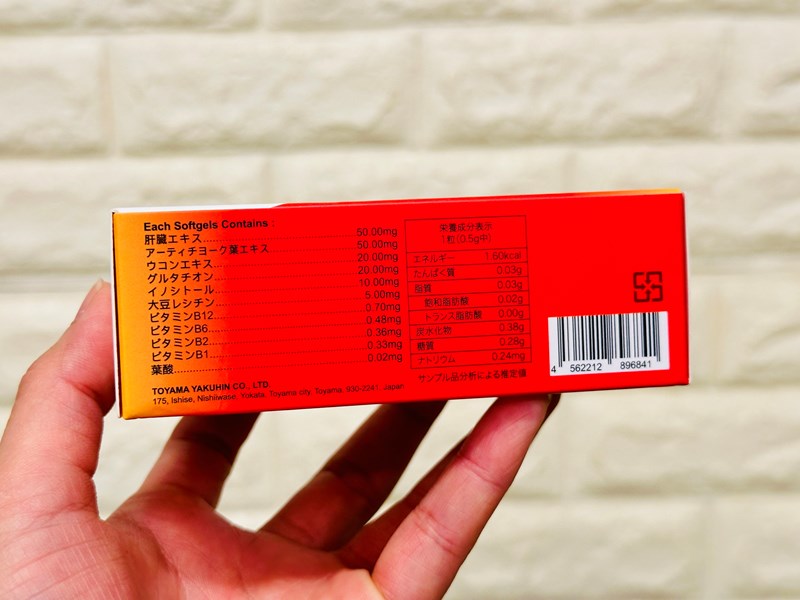 Each Softgels Contains :
肝臓エキス......50.00mg
アーティチヨーク葉エキス......50.00mg
ウコンエキス......20.00mg
グルタチオン......20.00mg
イノシトール......10.00mg
大豆レシチン......5.00mg
ビタミンB12......0.70mg
ビタミンB6......0.48mg
ビタミンB2......0.36mg
ビタミンB1......0.33mg
葉酸......0.02mg
TOYAMA YAKUHIN CO., LTD.
175, Ishise, Nishiiwase, Yokata, Toyama-city, Toyama, 030-2241, Japan
栄養成分表示
1粒(0.5g中)
エネルギー 1.60kcal
たんぱく質 0.03g
脂質 0.03g
飽和脂肪酸 0.02g
トランス脂肪酸 0.00g
炭水化物 0.38g
糖質 0.28g
ナトリウム 0.24mg
サンプル品分析による推定値
4 562212 896841